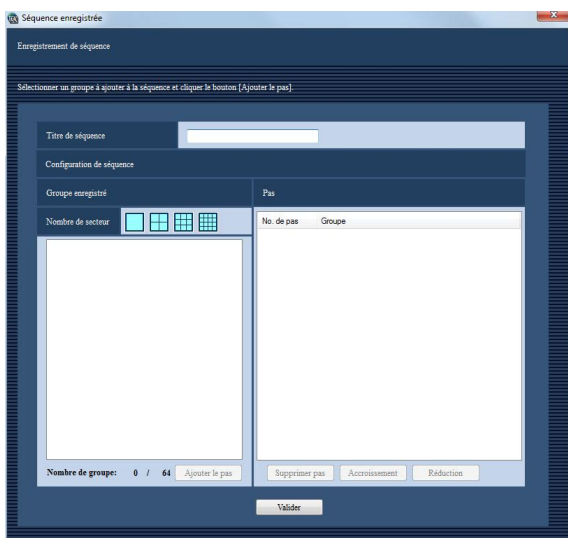 Séquence enregistrée
Enregistrement de séquence
Sélectionner un groupe à ajouter à la séquence et cliquer le bouton [Ajouter le pas].
Titre de séquence
Configuration de séquence
Groupe enregistré
Pas
Nombre de secteur
No. de pas Groupe
Nombre de groupe: 0 / 64 Ajouter le pas
Supprimer pas Accroissement Réduction
Valider